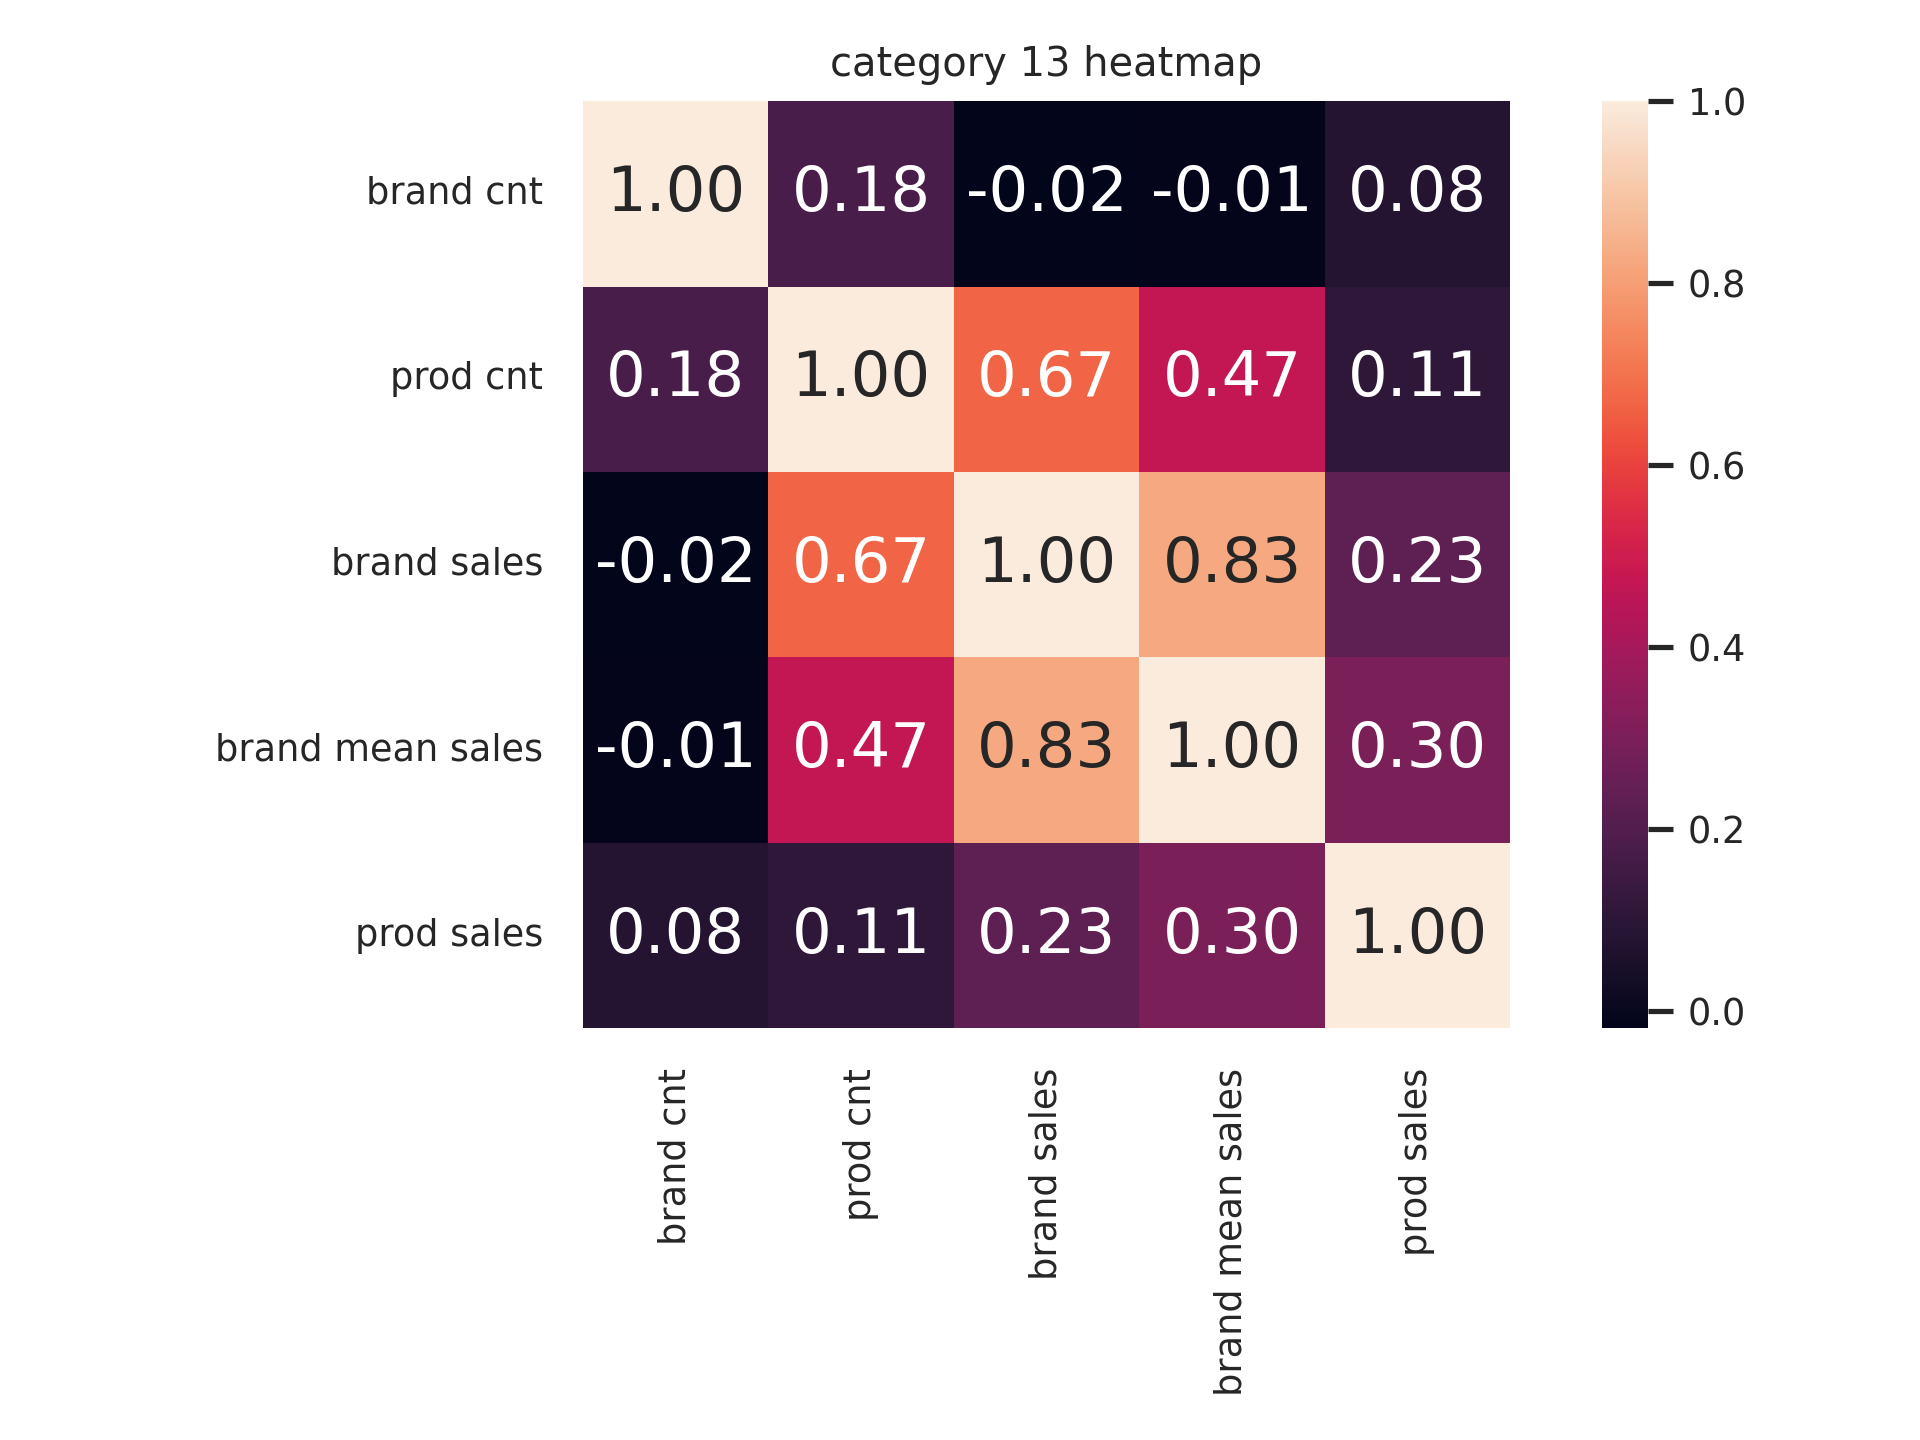 category 13 heatmap
brand cnt 1.00 0.18 -0.02 -0.01 0.08
prod cnt 0.18 1.00 0.67 0.47 0.11
brand sales -0.02 0.67 1.00 0.83 0.23
brand mean sales -0.01 0.47 0.83 1.00 0.30
prod sales 0.08 0.11 0.23 0.30 1.00
brand cnt
prod cnt
brand sales
brand mean sales
prod sales
1.0
0.8
0.6
0.4
0.2
0.0